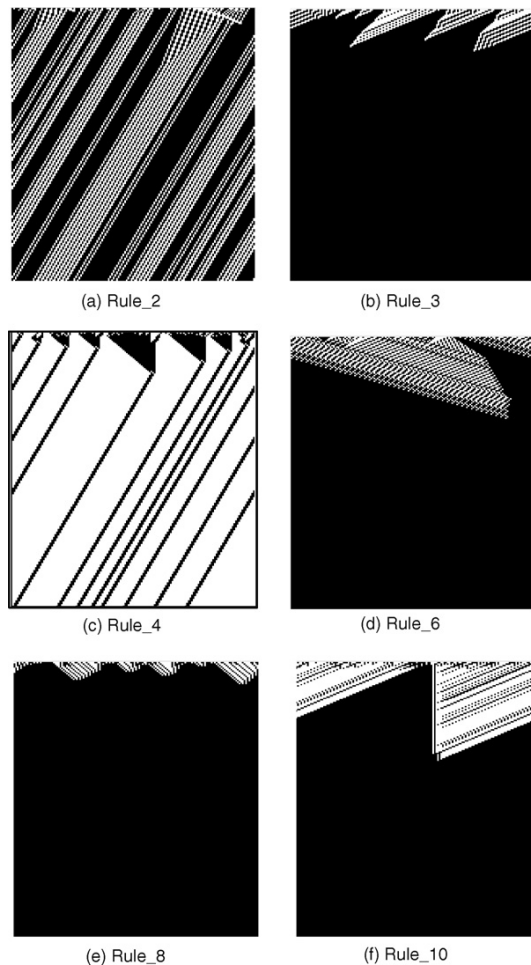 (a) Rule_2
(b) Rule_3
(c) Rule_4
(d) Rule_6
(e) Rule_8
(f) Rule_10